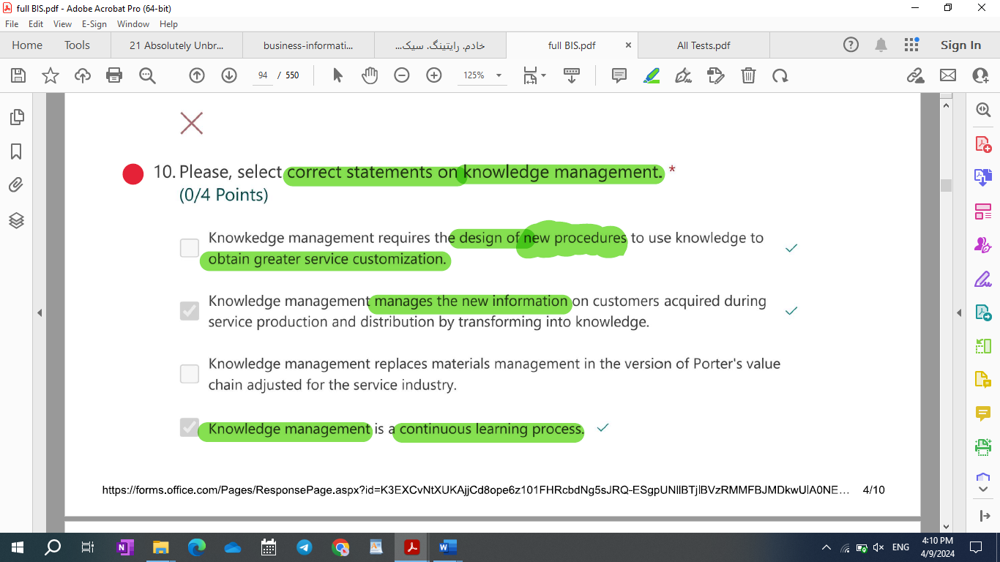 full BIS.pdf - Adobe Acrobat Pro (64-bit)
File Edit View E-Sign Window Help
Home Tools 21 Absolutely Unbr... business-informati... خادم. رایتینگ. سیک... full BIS.pdf × All Tests.pdf Sign In
94 / 550 125%
10. Please, select correct statements on knowledge management. *
(0/4 Points)
Knowkedge management requires the design of new procedures to use knowledge to
obtain greater service customization.
Knowledge management manages the new information on customers acquired during
service production and distribution by transforming into knowledge.
Knowledge management replaces materials management in the version of Porter's value
chain adjusted for the service industry.
Knowledge management is a continuous learning process.
https://forms.office.com/Pages/ResponsePage.aspx?id=K3EXCvNtXUKAjjCd8ope6z101FHRcbdNg5sJRQ-ESgpUNllBTjlBVzRMMFBJMDkwUlA0NE... 4/10
ENG
4:10 PM
4/9/2024